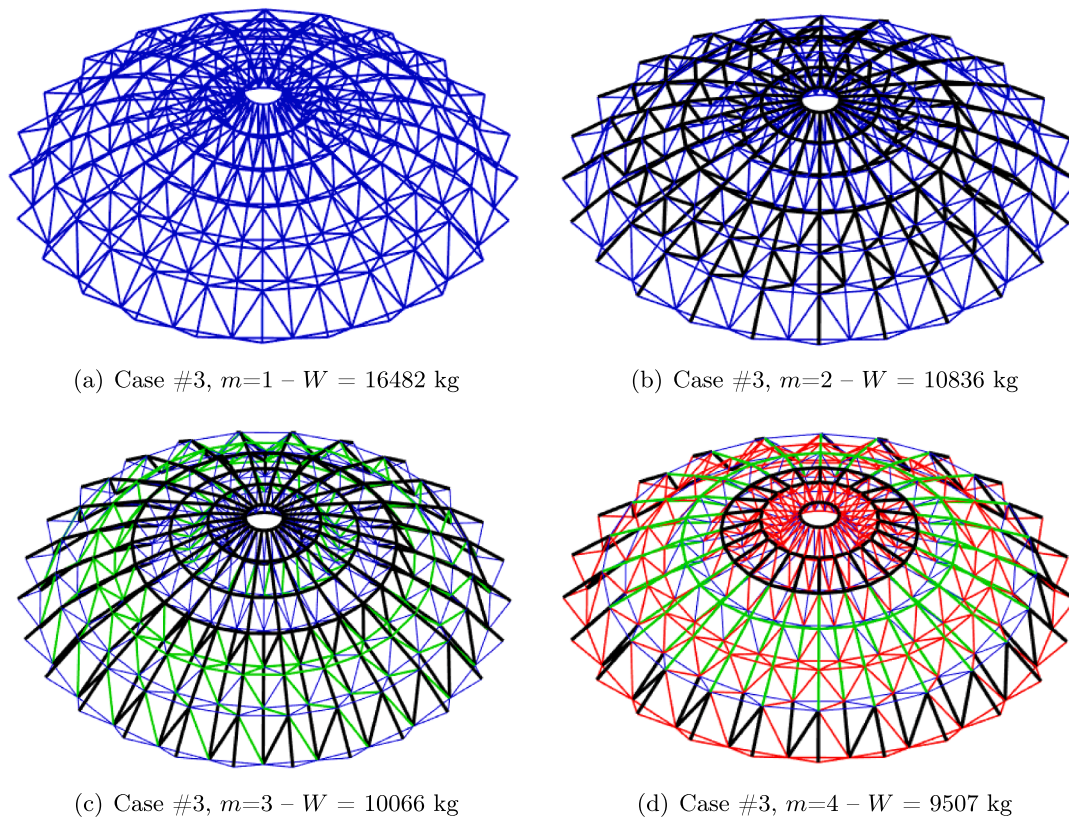 (a) Case #3, m=1 – W = 16482 kg
(b) Case #3, m=2 – W = 10836 kg
(c) Case #3, m=3 – W = 10066 kg
(d) Case #3, m=4 – W = 9507 kg